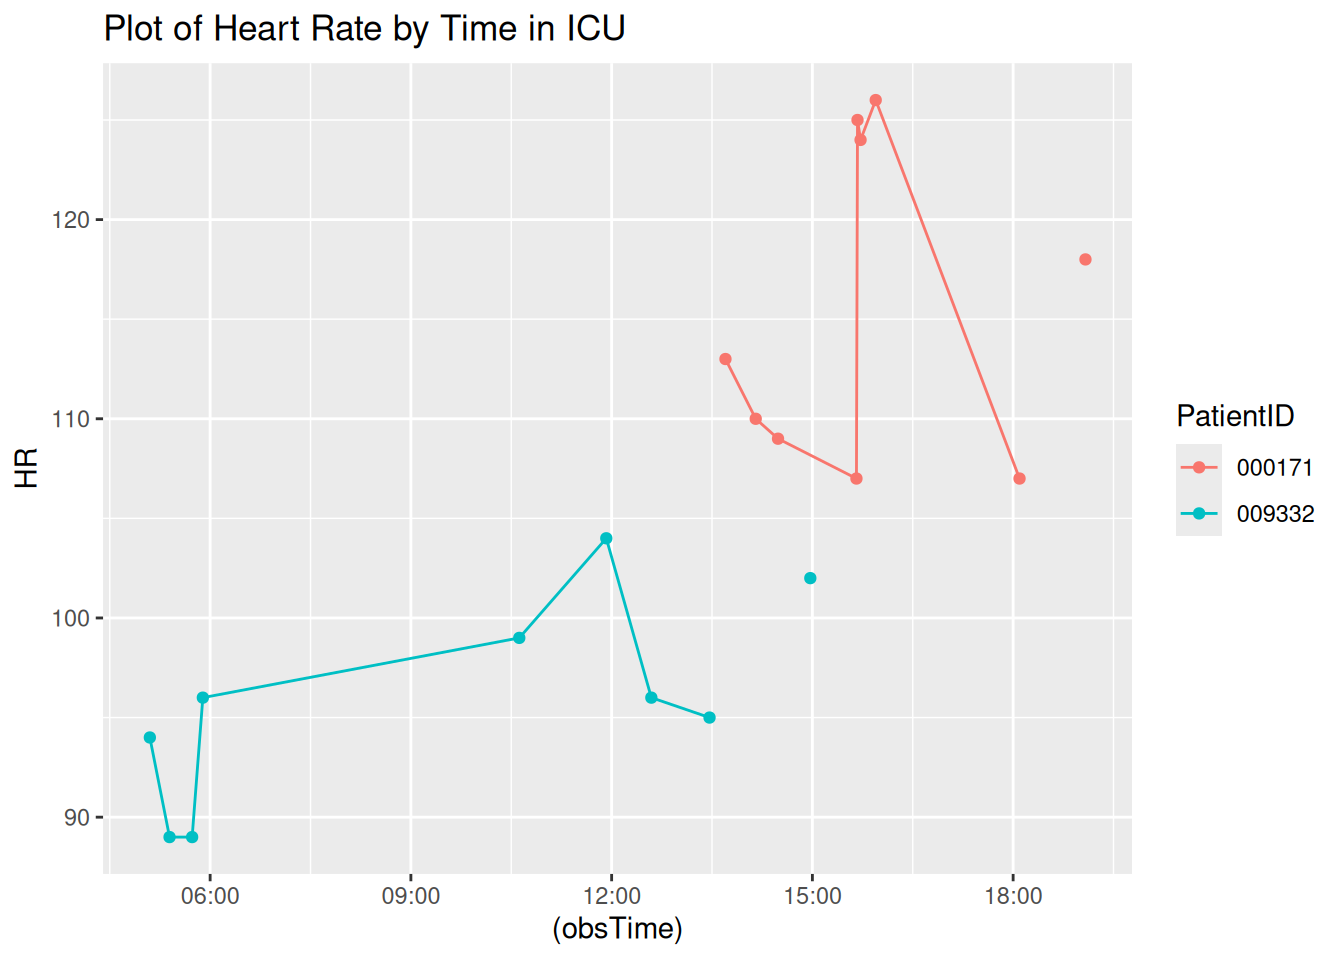 Plot of Heart Rate by Time in ICU
HR
120
110
100
90
06:00 09:00 12:00 15:00 18:00
(obsTime)
PatientID
000171
009332